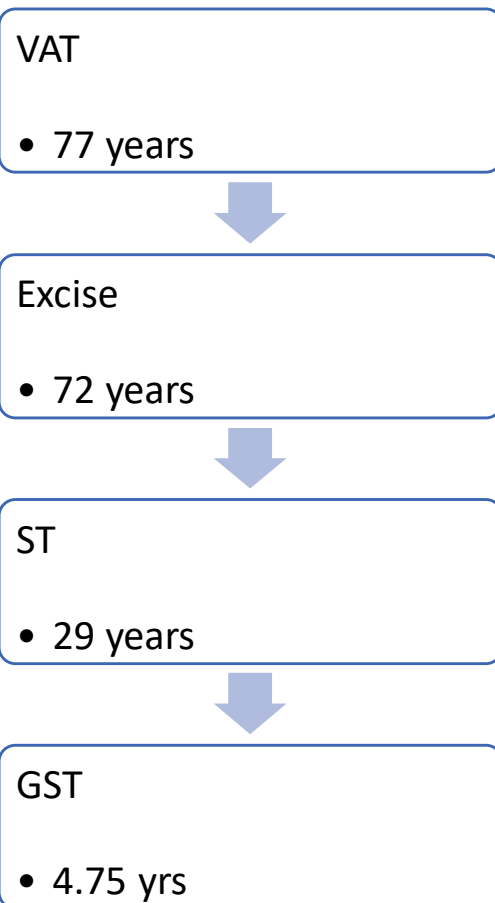 VAT
• 77 years
Excise
• 72 years
ST
• 29 years
GST
• 4.75 yrs